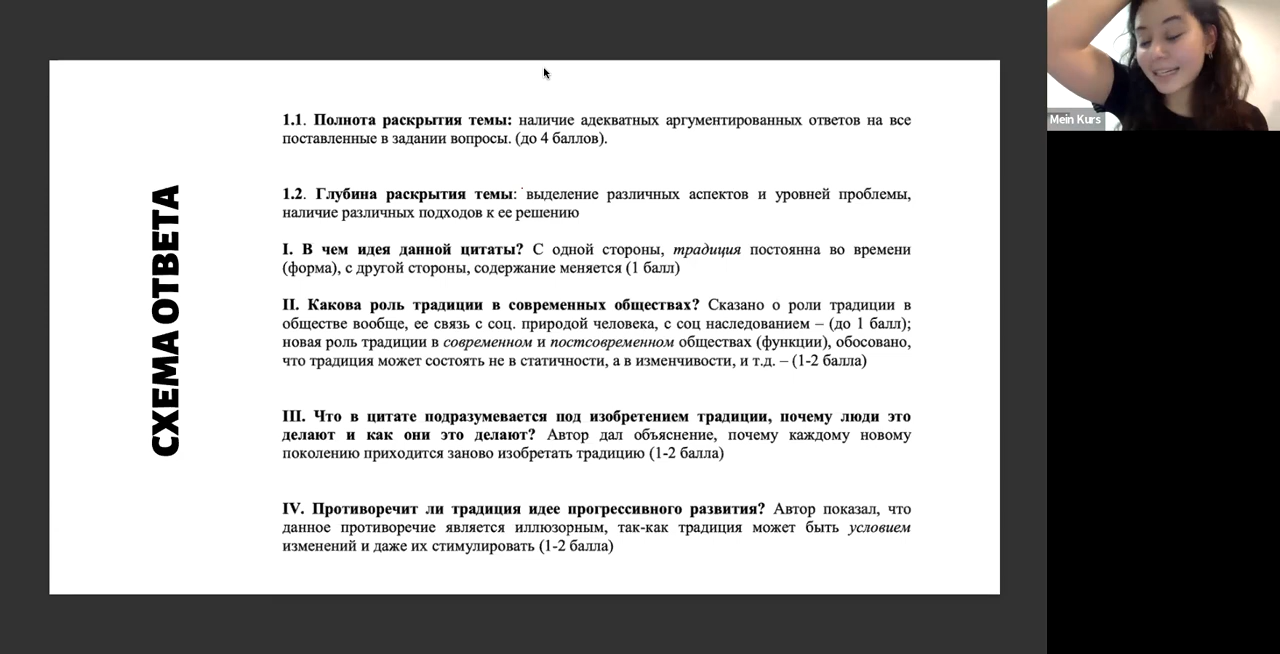 СХЕМА ОТВЕТА
1.1. Полнота раскрытия темы: наличие адекватных аргументированных ответов на все
поставленные в задании вопросы. (до 4 баллов).
1.2. Глубина раскрытия темы: выделение различных аспектов и уровней проблемы,
наличие различных подходов к ее решению
I. В чем идея данной цитаты? С одной стороны, традиция постоянна во времени
(форма), с другой стороны, содержание меняется (1 балл)
II. Какова роль традиции в современных обществах? Сказано о роли традиции в
обществе вообще, ее связь с соц. природой человека, с соц наследованием – (до 1 балл);
новая роль традиции в современном и постсовременном обществах (функции), обосовано,
что традиция может состоять не в статичности, а в изменчивости, и т.д. – (1-2 балла)
III. Что в цитате подразумевается под изобретением традиции, почему люди это
делают и как они это делают? Автор дал объяснение, почему каждому новому
поколению приходится заново изобретать традицию (1-2 балла)
IV. Противоречит ли традиция идее прогрессивного развития? Автор показал, что
данное противоречие является иллюзорным, так-как традиция может быть условием
изменений и даже их стимулировать (1-2 балла)
Mein Kurs